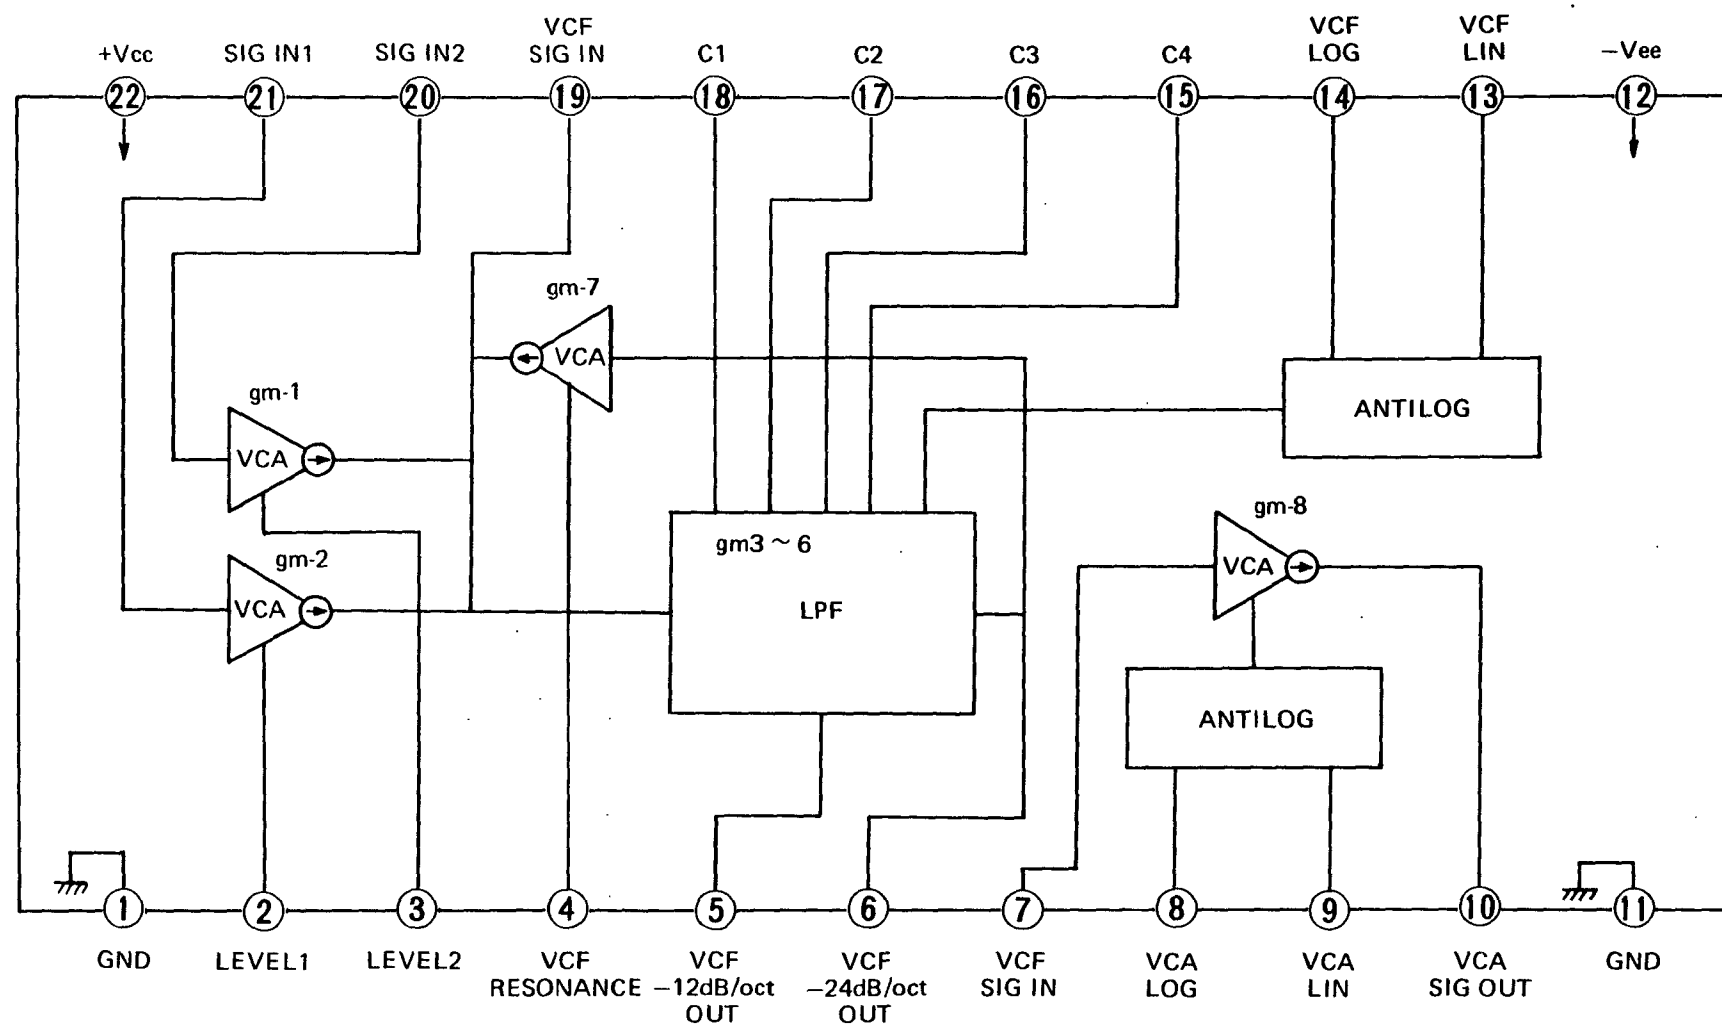 VCF
VCF
VCF
+Vcc
SIG IN1
SIG IN2
SIG IN
C1
C2
C3
C4
LOG
LIN
−Vee
22
21
20
19
18
17
16
15
14
13
12
gm-7
VCA
gm-1
VCA
ANTILOG
gm-8
gm-2
gm3 ~ 6
VCA
VCA
LPF
ANTILOG
1
2
3
4
5
6
7
8
9
10
11
GND
LEVEL1
LEVEL2
VCF
RESONANCE
VCF
−12dB/oct
OUT
VCF
−24dB/oct
OUT
VCF
SIG IN
VCA
LOG
VCA
LIN
VCA
SIG OUT
GND